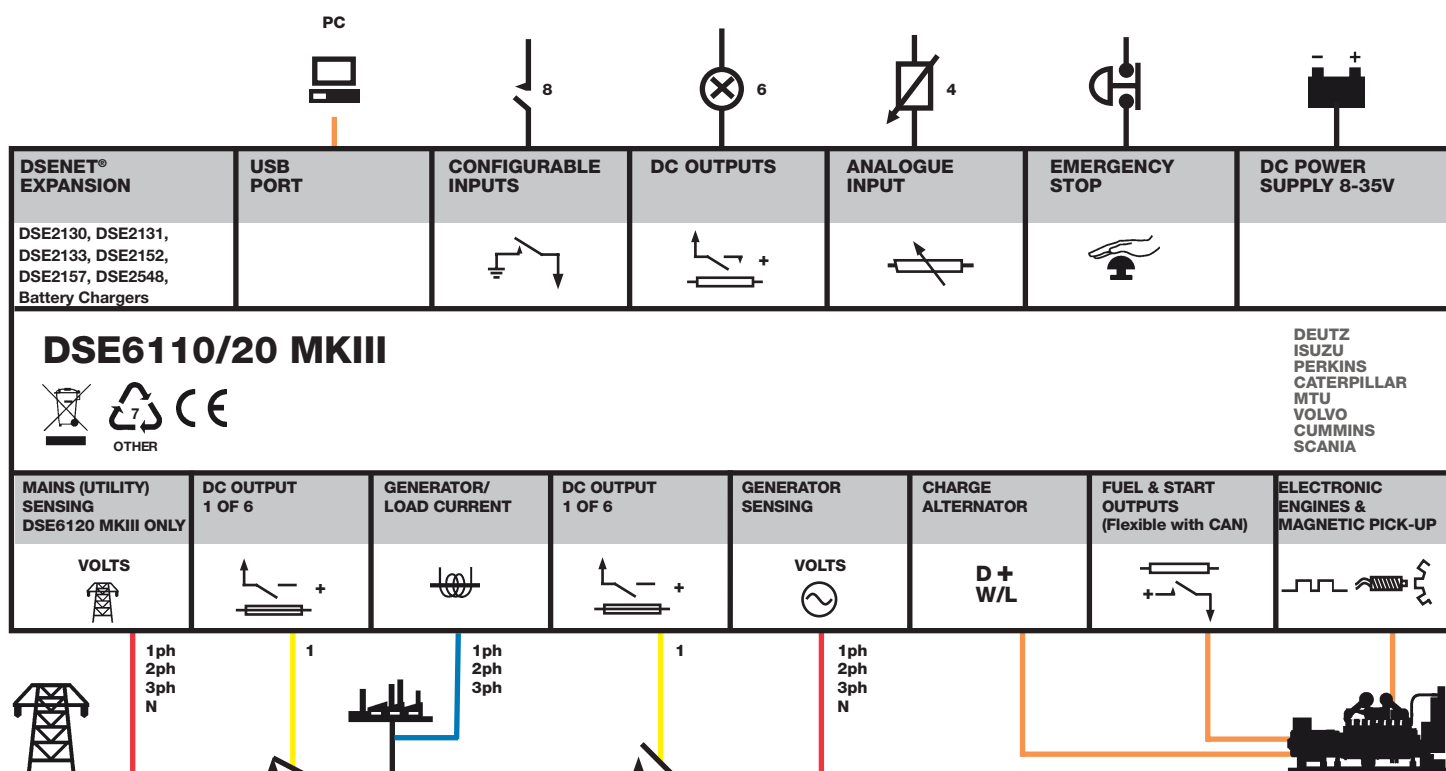 PC
8
6
4
- +
DSENET®
EXPANSION
USB
PORT
CONFIGURABLE
INPUTS
DC OUTPUTS
ANALOGUE
INPUT
EMERGENCY
STOP
DC POWER
SUPPLY 8-35V
DSE2130, DSE2131,
DSE2133, DSE2152,
DSE2157, DSE2548,
Battery Chargers
+
DSE6110/20 MKIII
7
OTHER
CE
DEUTZ
ISUZU
PERKINS
CATERPILLAR
MTU
VOLVO
CUMMINS
SCANIA
MAINS (UTILITY)
SENSING
DSE6120 MKIII ONLY
VOLTS
DC OUTPUT
1 OF 6
+
GENERATOR/
LOAD CURRENT
DC OUTPUT
1 OF 6
+
GENERATOR
SENSING
VOLTS
CHARGE
ALTERNATOR
D +
W/L
FUEL & START
OUTPUTS
(Flexible with CAN)
+
ELECTRONIC
ENGINES &
MAGNETIC PICK-UP
1ph
2ph
3ph
N
1
1ph
2ph
3ph
1
1ph
2ph
3ph
N